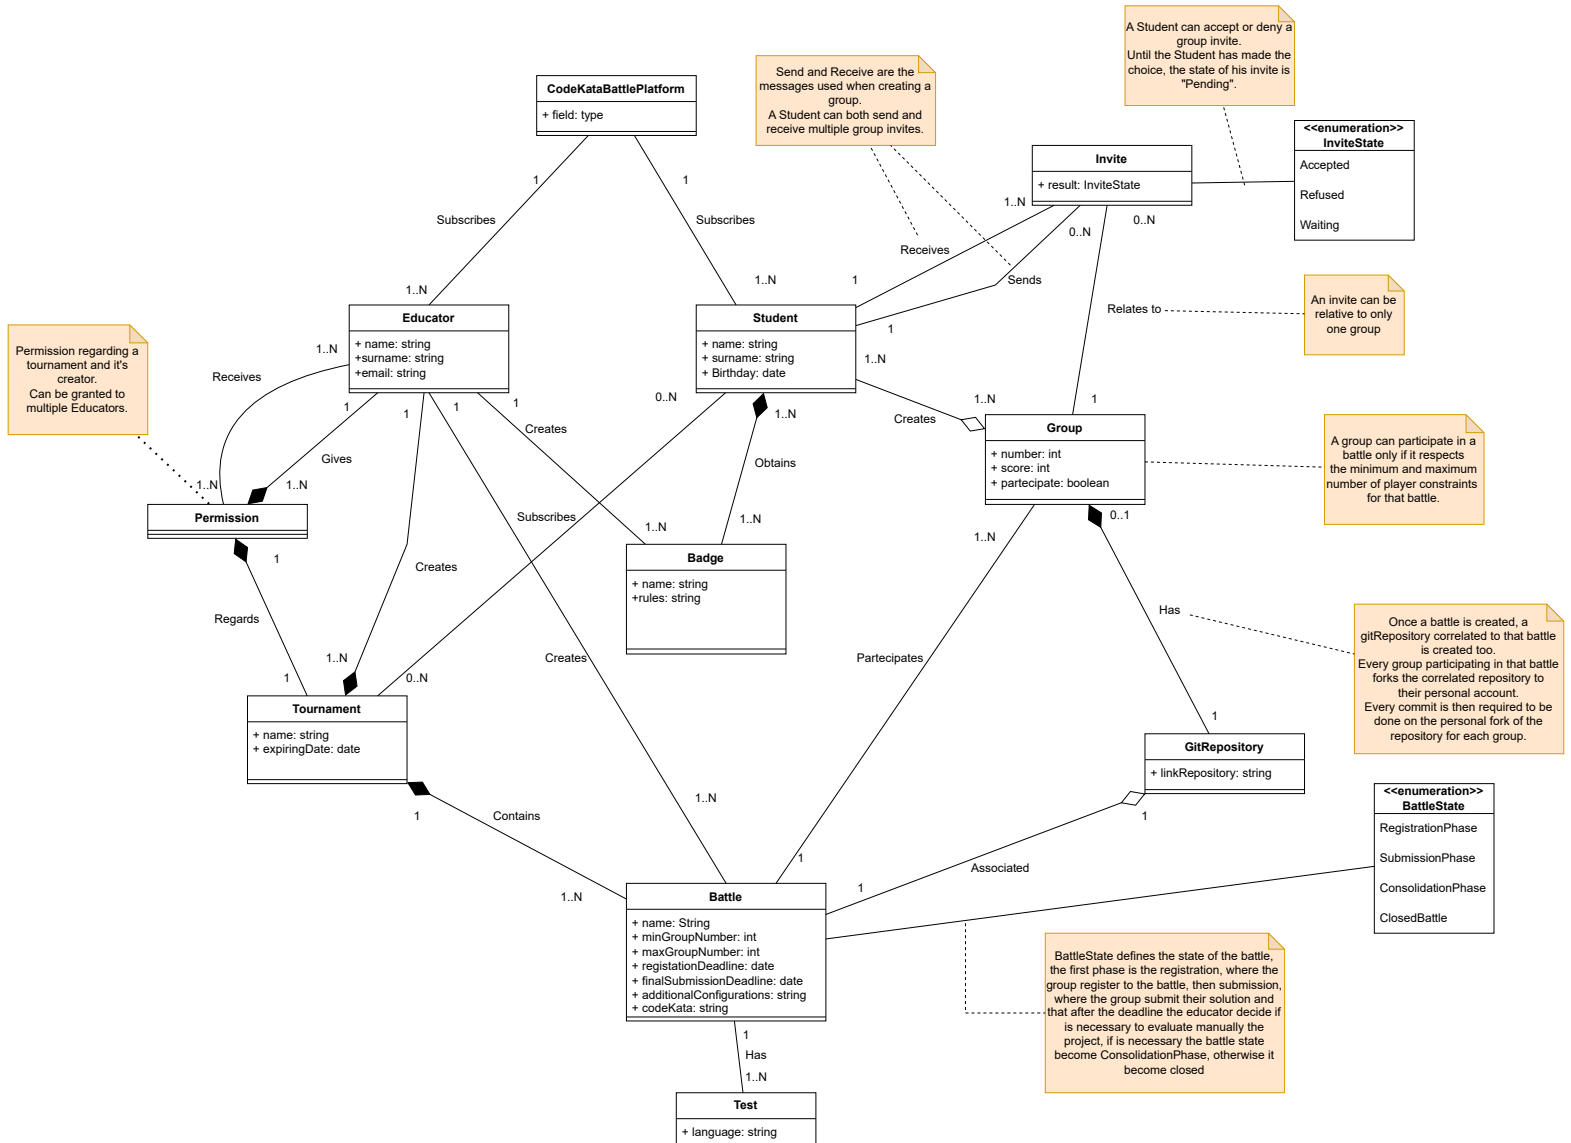 A Student can accept or deny a
group invite.
Until the Student has made the
choice, the state of his invite is
"Pending".
Send and Receive are the
messages used when creating a
group.
A Student can both send and
receive multiple group invites.
CodeKataBattlePlatform
+ field: type
<<enumeration>>
InviteState
Accepted
Refused
Waiting
Invite
+ result: InviteState
1
1
Subscribes
Subscribes
1..N
0..N
0..N
Receives
Sends
1
1..N
1..N
1
Relates to
An invite can be
relative to only
one group
Educator
+ name: string
+surname: string
+email: string
Student
+ name: string
+ surname: string
+ Birthday: date
Permission regarding a
tournament and it's
creator.
Can be granted to
multiple Educators.
1..N
Receives
1..N
1
1
1
1
0..N
1..N
1..N
1
Creates
Creates
Group
+ number: int
+ score: int
+ partecipate: boolean
A group can participate in a
battle only if it respects
the minimum and maximum
number of player constraints
for that battle.
Gives
1..N
1..N
Obtains
Permission
Subscribes
1..N
1..N
0..1
1..N
1
Creates
Badge
+ name: string
+rules: string
Regards
Has
Once a battle is created, a
gitRepository correlated to that battle
is created too.
Every group participating in that battle
forks the correlated repository to
their personal account.
Every commit is then required to be
done on the personal fork of the
repository for each group.
1..N
Creates
Partecipates
1
0..N
Tournament
+ name: string
+ expiringDate: date
1
GitRepository
+ linkRepository: string
1..N
1
Contains
1
<<enumeration>>
BattleState
RegistrationPhase
SubmissionPhase
ConsolidationPhase
ClosedBattle
1
Associated
1
1..N
Battle
+ name: String
+ minGroupNumber: int
+ maxGroupNumber: int
+ registationDeadline: date
+ finalSubmissionDeadline: date
+ additionalConfigurations: string
+ codeKata: string
BattleState defines the state of the battle,
the first phase is the registration, where the
group register to the battle, then submission,
where the group submit their solution and
that after the deadline the educator decide if
is necessary to evaluate manually the
project, if is necessary the battle state
become ConsolidationPhase, otherwise it
become closed
1
Has
1..N
Test
+ language: string